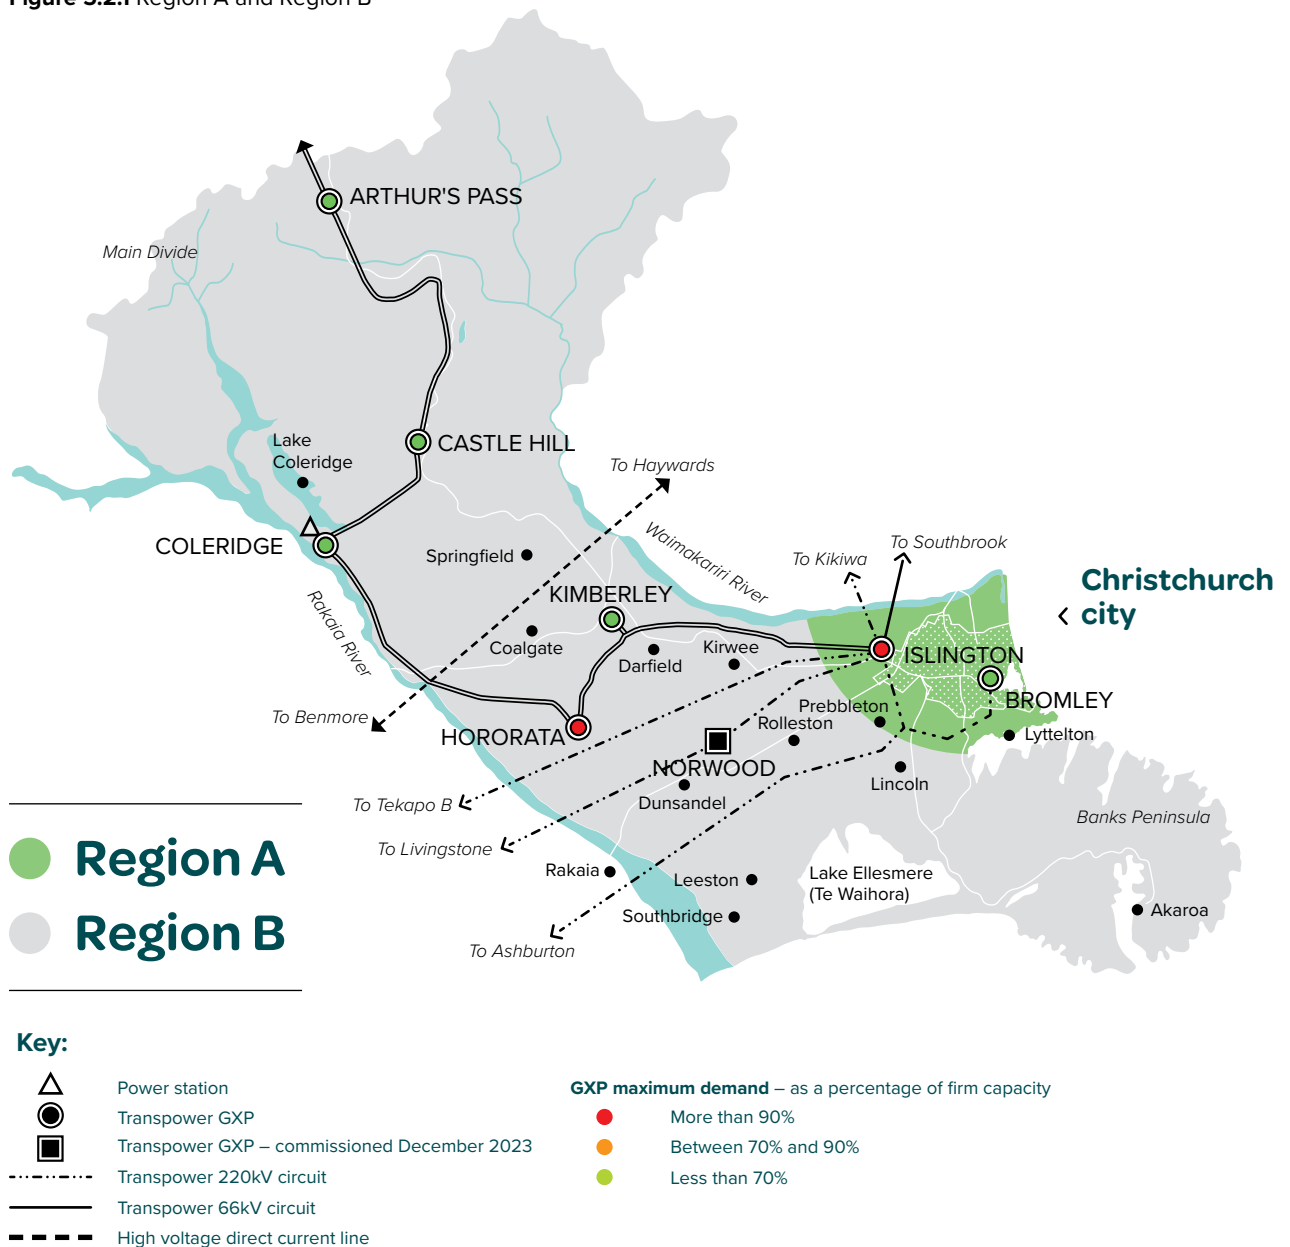 Figure 5.2.1 Region A and Region B
ARTHUR'S PASS
Main Divide
CASTLE HILL
Lake
Coleridge
To Haywards
COLERIDGE
Springfield
Waimakariri River
To Kikiwa
To Southbrook
Christchurch
city
KIMBERLEY
Rakaia River
Coalgate
Darfield
Kirwee
ISLINGTON
BROMLEY
Prebbleton
To Benmore
HORORATA
Rolleston
Lyttelton
NORWOOD
Lincoln
To Tekapo B
Dunsandel
Banks Peninsula
To Livingstone
Rakaia
Leeston
Lake Ellesmere
(Te Waihora)
Southbridge
Akaroa
To Ashburton
Region A
Region B
Key:
Power station
Transpower GXP
Transpower GXP – commissioned December 2023
Transpower 220kV circuit
Transpower 66kV circuit
High voltage direct current line
GXP maximum demand – as a percentage of firm capacity
More than 90%
Between 70% and 90%
Less than 70%